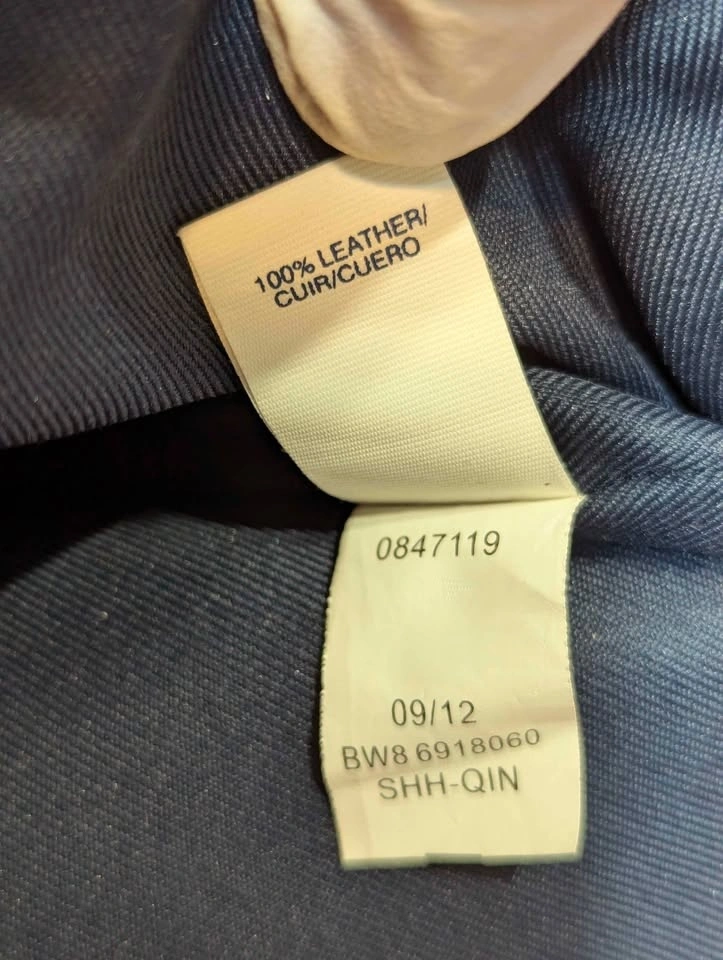 100% LEATHER/
CUIR/CUERO
0847119
09/12
BW8 6918060
SHH-QIN